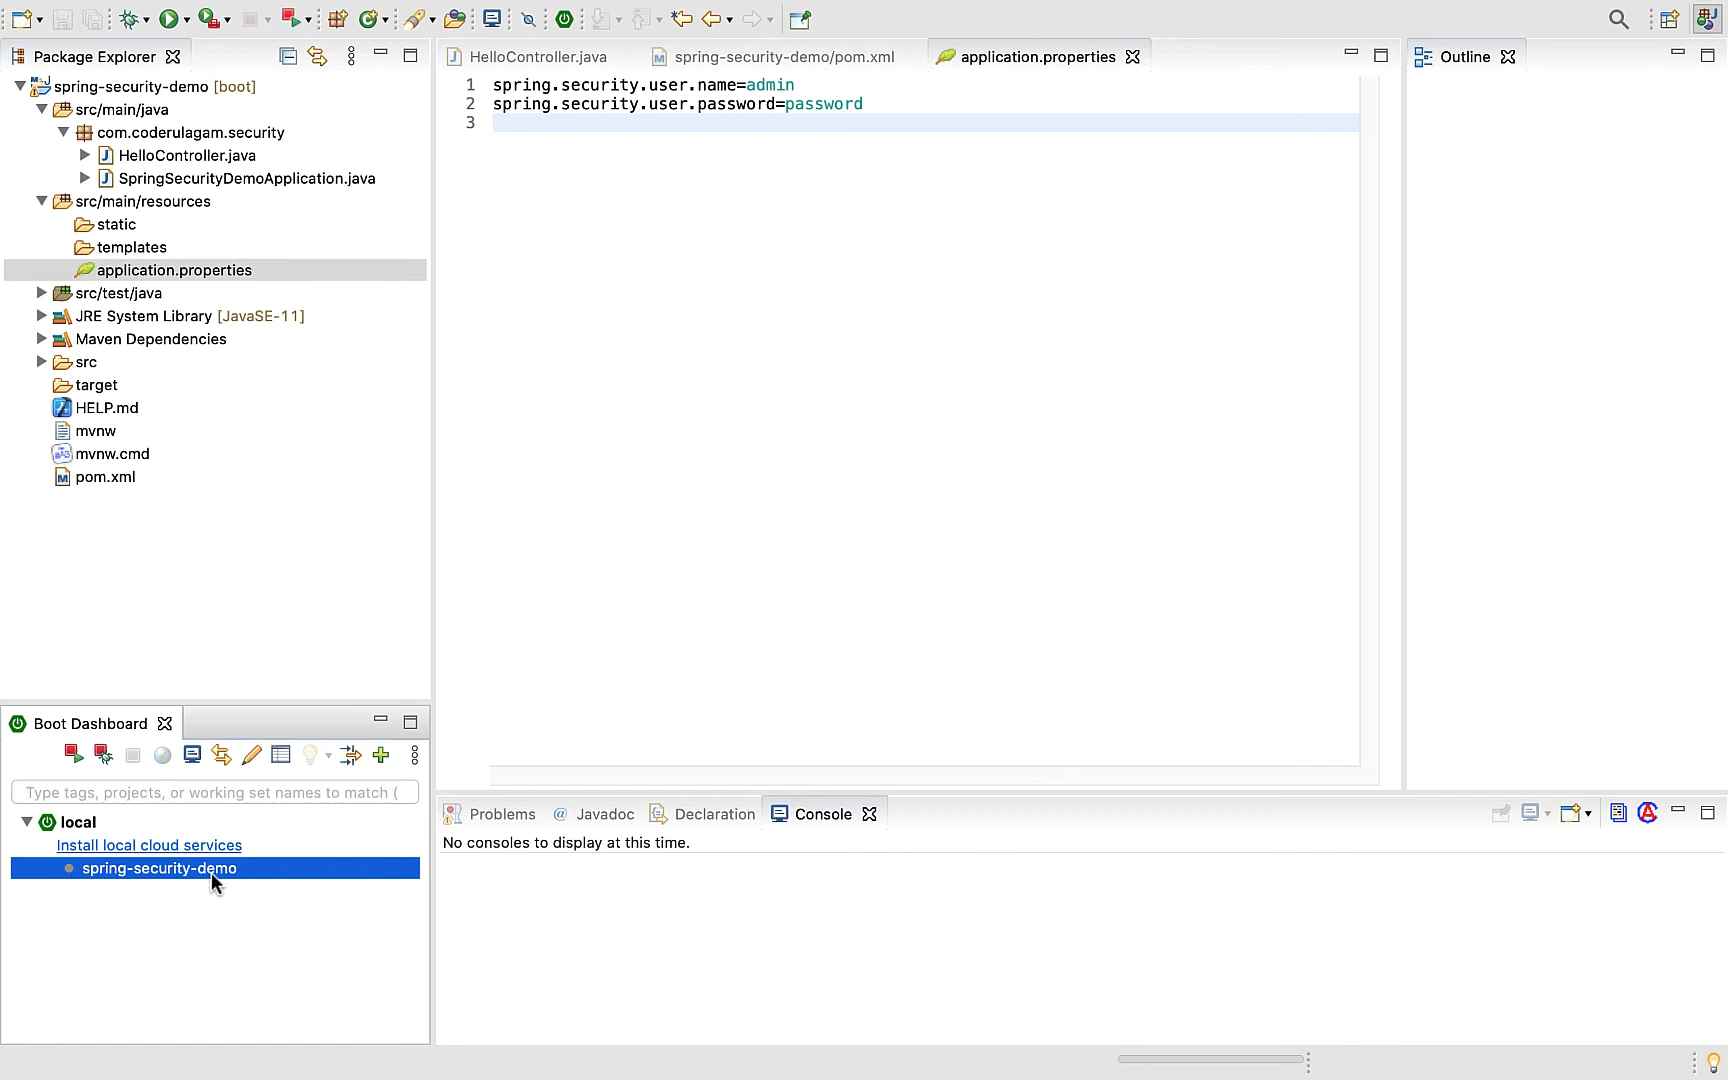 Package Explorer
spring-security-demo [boot]
src/main/java
com.coderulagam.security
HelloController.java
SpringSecurityDemoApplication.java
src/main/resources
static
templates
application.properties
src/test/java
JRE System Library [JavaSE-11]
Maven Dependencies
src
target
HELP.md
mvnw
mvnw.cmd
pom.xml
HelloController.java
spring-security-demo/pom.xml
application.properties
1 spring.security.user.name=admin
2 spring.security.user.password=password
3
Outline
Boot Dashboard
Type tags, projects, or working set names to match (
local
Install local cloud services
spring-security-demo
Problems
@ Javadoc
Declaration
Console
No consoles to display at this time.